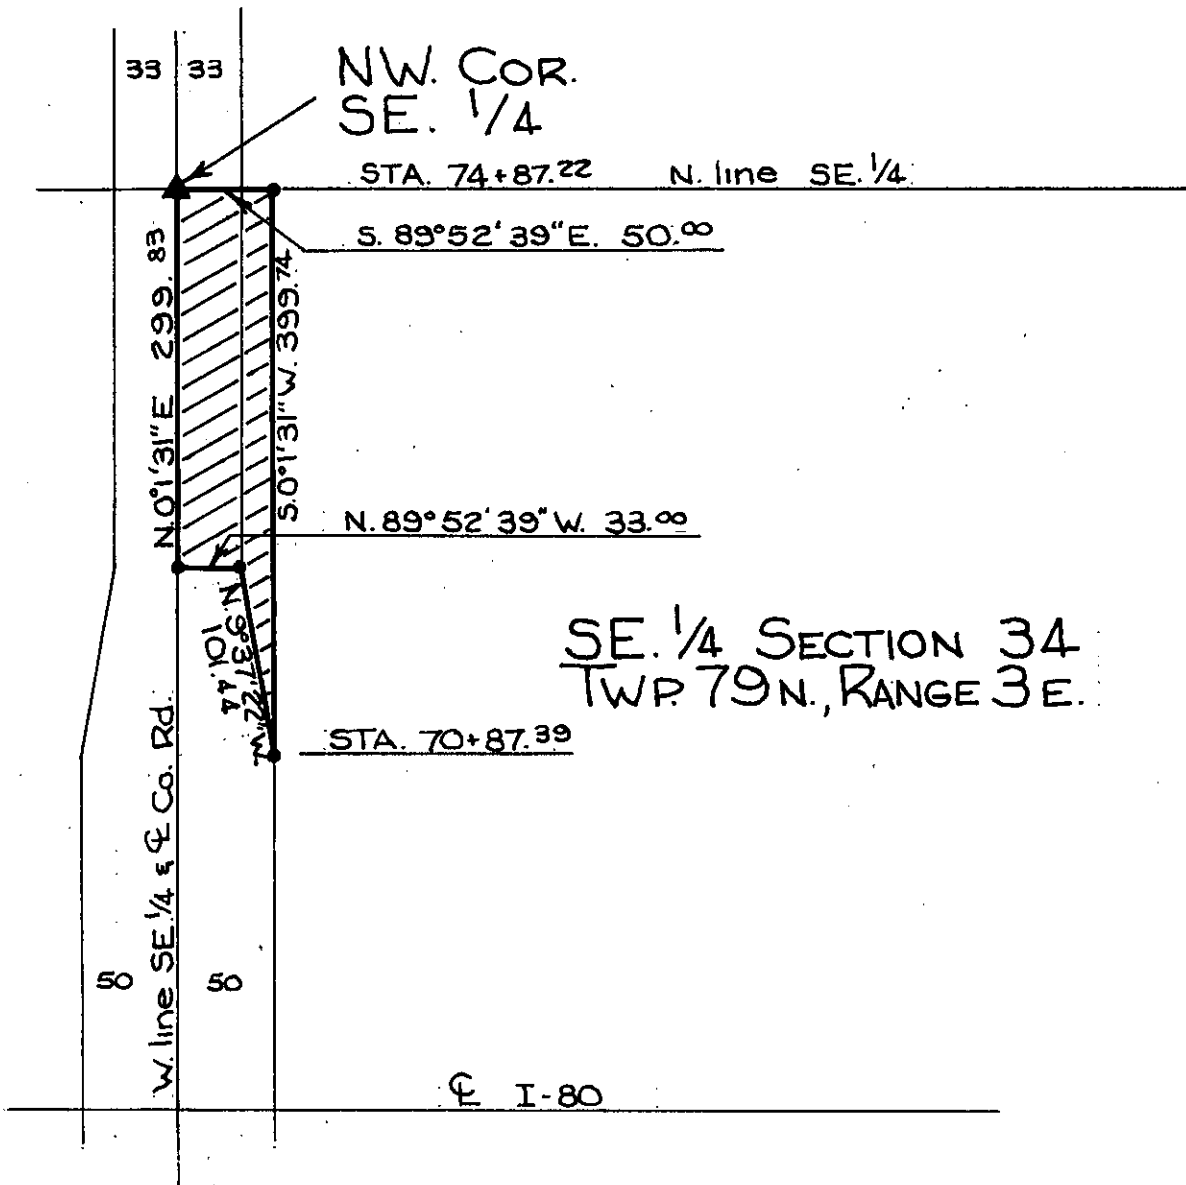 33 33
NW. COR.
SE. 1/4
STA. 74+87.22 N. line SE. 1/4
S. 89°52'39"E. 50.00
N.0°1'31"E 299.83
S.0°1'31"W. 399.74
N. 89°52'39"W. 33.00
N.9°37'22"W.
101.44
SE. 1/4 SECTION 34
TWP. 79N., RANGE 3E.
STA. 70+87.39
W. line SE. 1/4 & ℄ Co. Rd.
50 50
℄ I-80